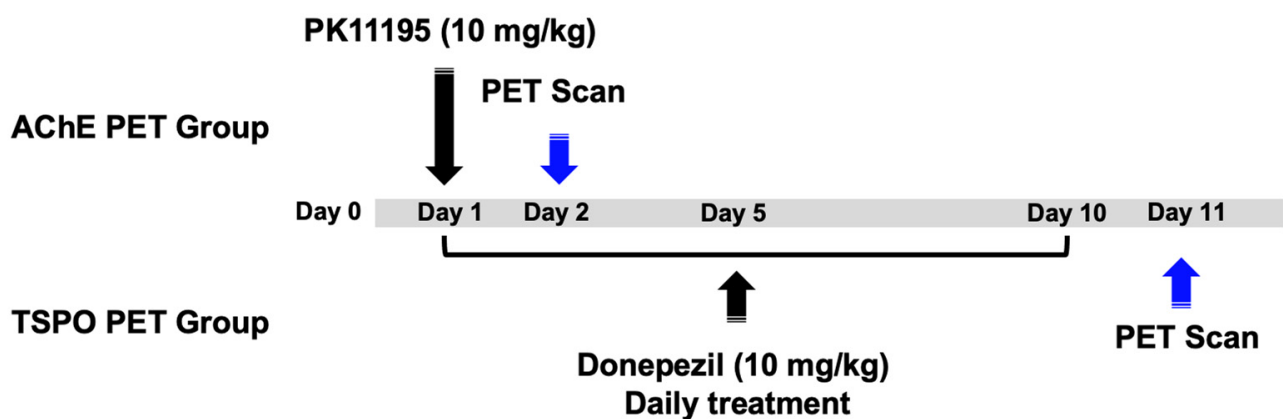 PK11195 (10 mg/kg)
PET Scan
AChE PET Group
Day 0 Day 1 Day 2 Day 5 Day 10 Day 11
TSPO PET Group
PET Scan
Donepezil (10 mg/kg)
Daily treatment